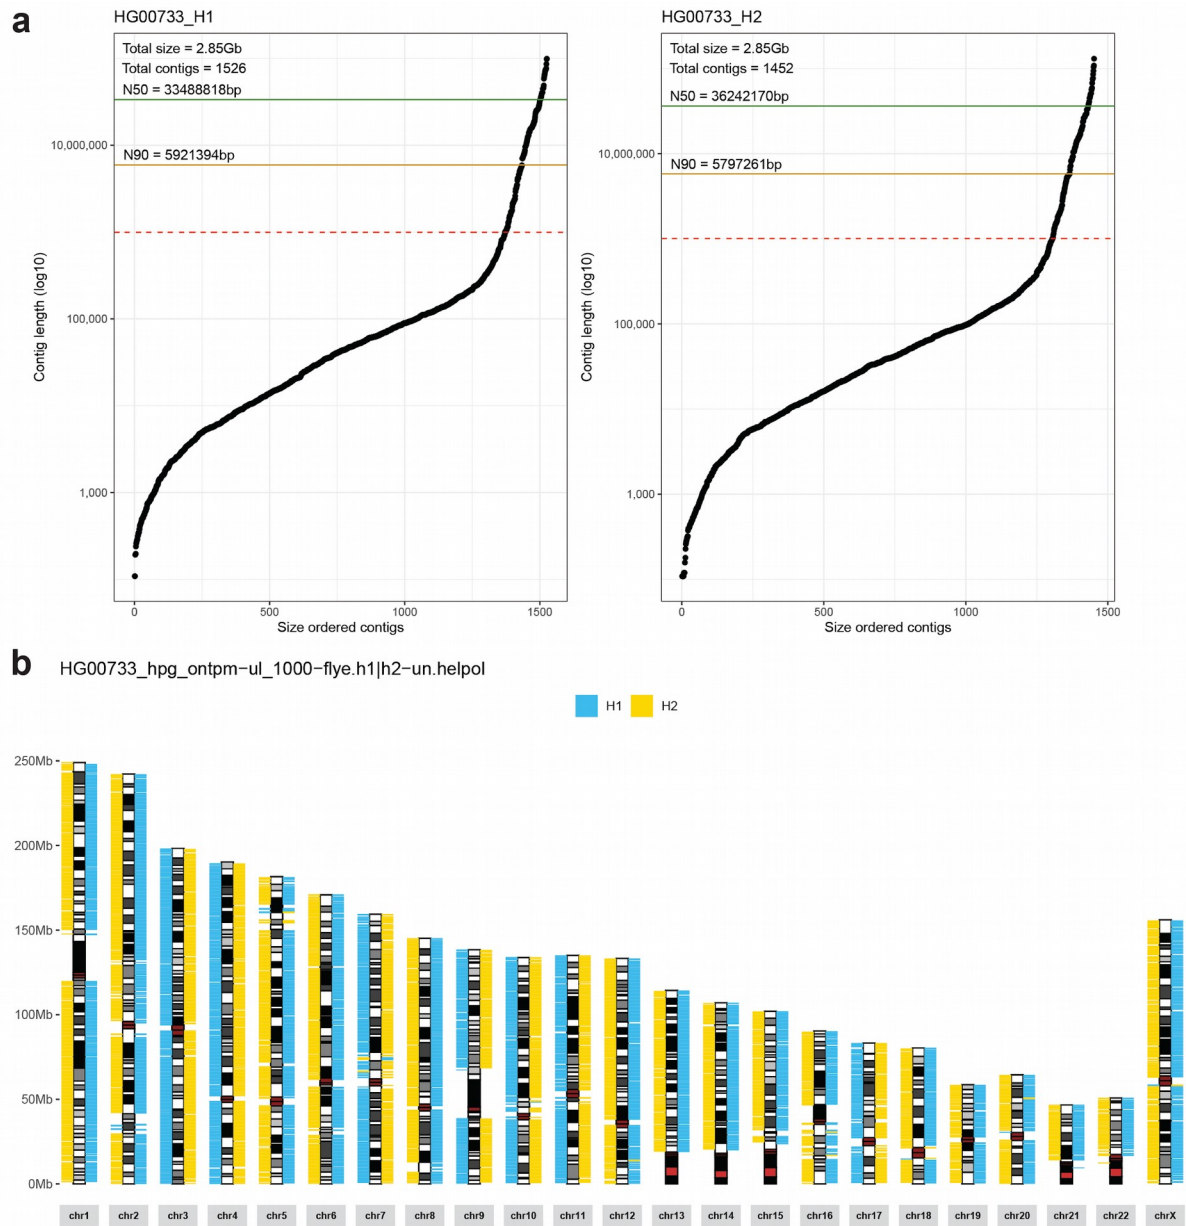 a
HG00733_H1
Total size = 2.85Gb
Total contigs = 1526
N50 = 33488818bp
N90 = 5921394bp
10,000,000
100,000
1,000
Contig length (log10)
0 500 1000 1500
Size ordered contigs
HG00733_H2
Total size = 2.85Gb
Total contigs = 1452
N50 = 36242170bp
N90 = 5797261bp
10,000,000
100,000
1,000
Contig length (log10)
0 500 1000 1500
Size ordered contigs
b
HG00733_hpg_ontpm-ul_1000-flye.h1|h2-un.helpol
H1 H2
250Mb
200Mb
150Mb
100Mb
50Mb
0Mb
chr1 chr2 chr3 chr4 chr5 chr6 chr7 chr8 chr9 chr10 chr11 chr12 chr13 chr14 chr15 chr16 chr17 chr18 chr19 chr20 chr21 chr22 chrX